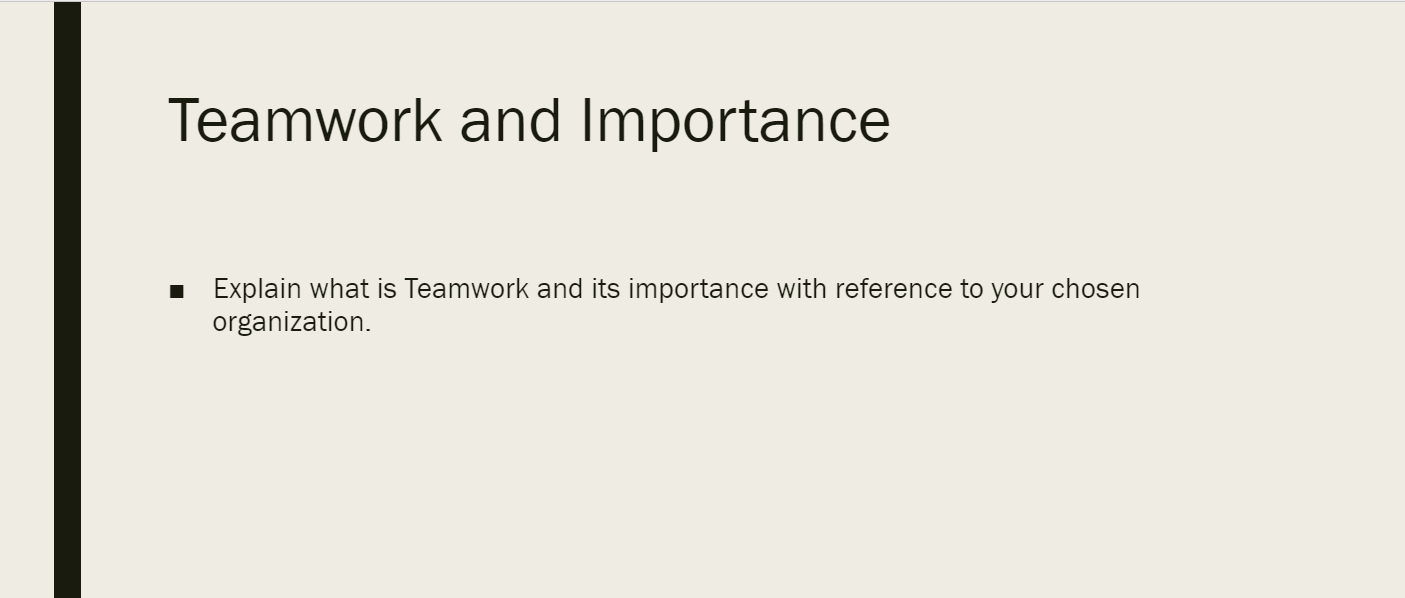 Teamwork and Importance
▪ Explain what is Teamwork and its importance with reference to your chosen
organization.